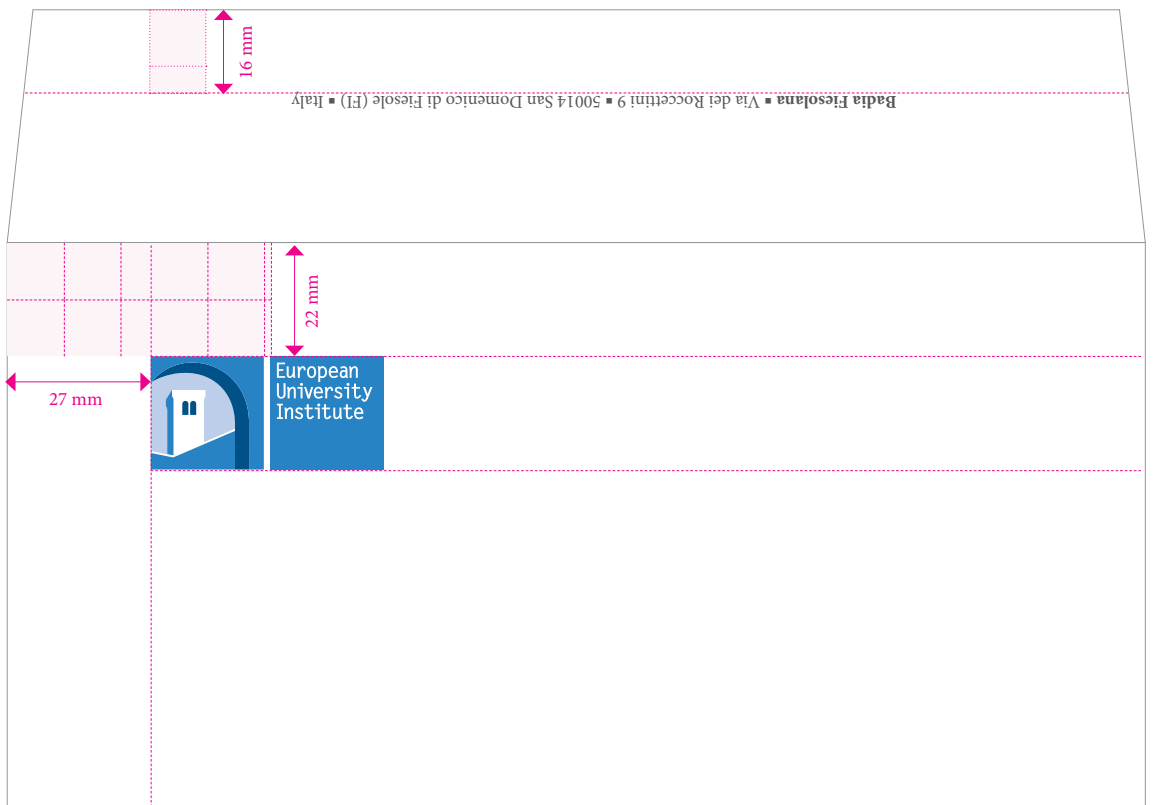 16 mm
Badia Fiesolana ▪ Via dei Roccettini 9 ▪ 50014 San Domenico di Fiesole (FI) ▪ Italy
22 mm
27 mm
European
University
Institute